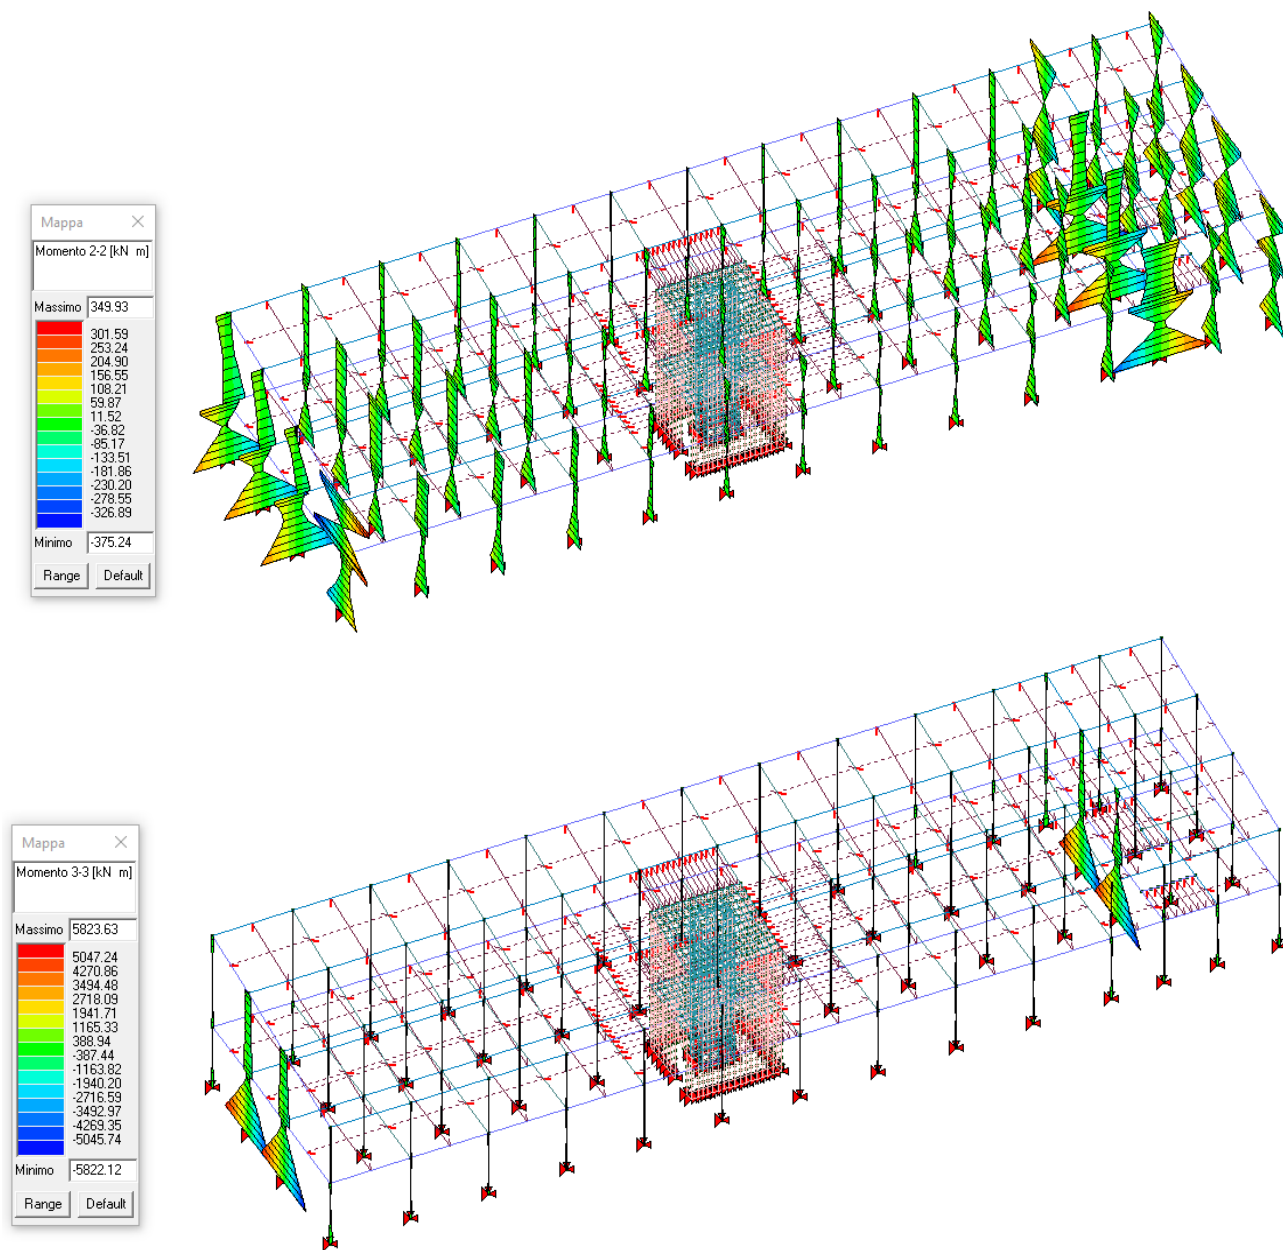 Mappa
Momento 2-2 [kN m]
Massimo 349.93
301.59
253.24
204.90
156.55
108.21
59.87
11.52
-36.82
-85.17
-133.51
-181.86
-230.20
-278.55
-326.89
Minimo -375.24
Range Default
Mappa
Momento 3-3 [kN m]
Massimo 5823.63
5047.24
4270.86
3494.48
2718.09
1941.71
1165.33
388.94
-387.44
-1163.82
-1940.20
-2716.59
-3492.97
-4269.35
-5045.74
Minimo -5822.12
Range Default